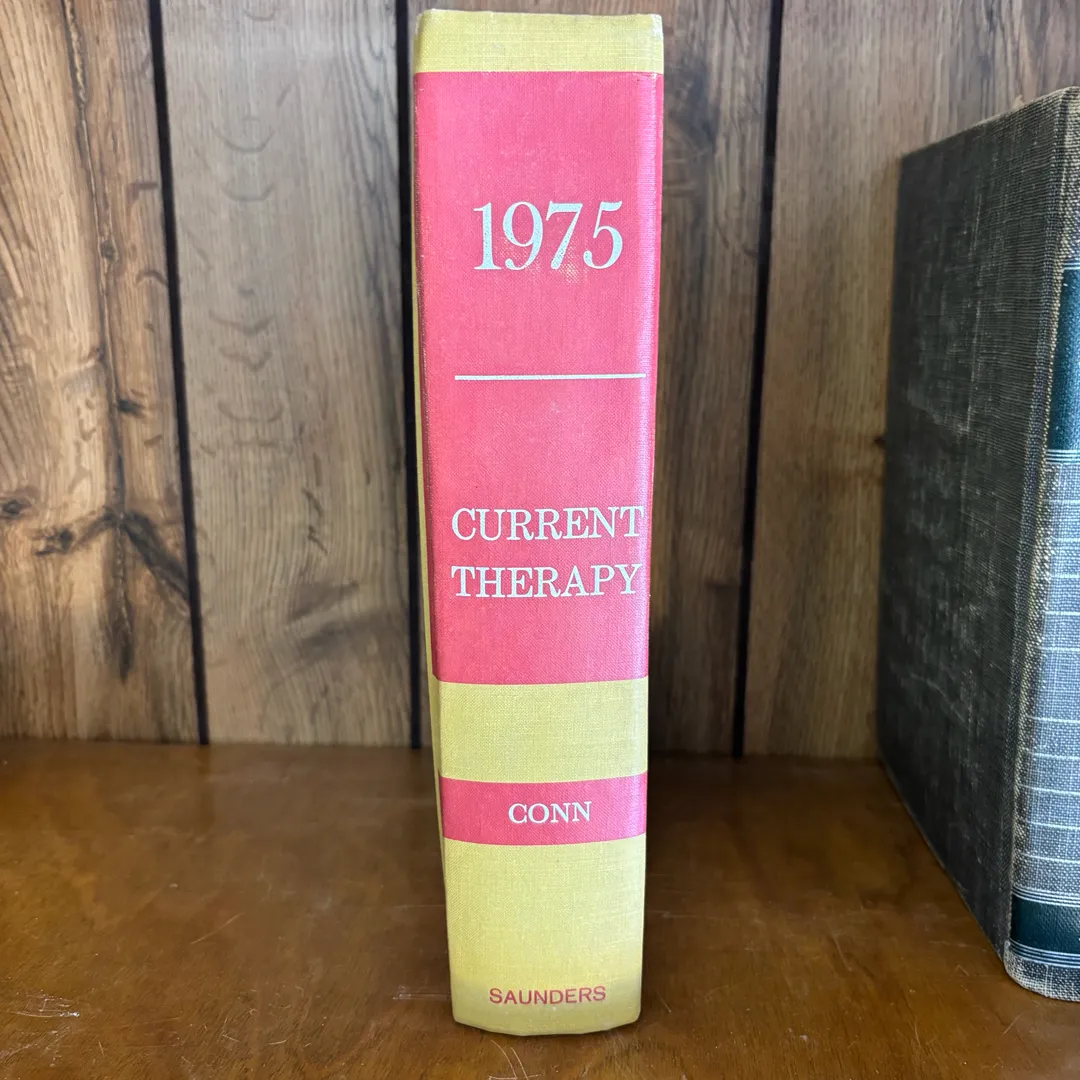 1975
CURRENT
THERAPY
CONN
SAUNDERS